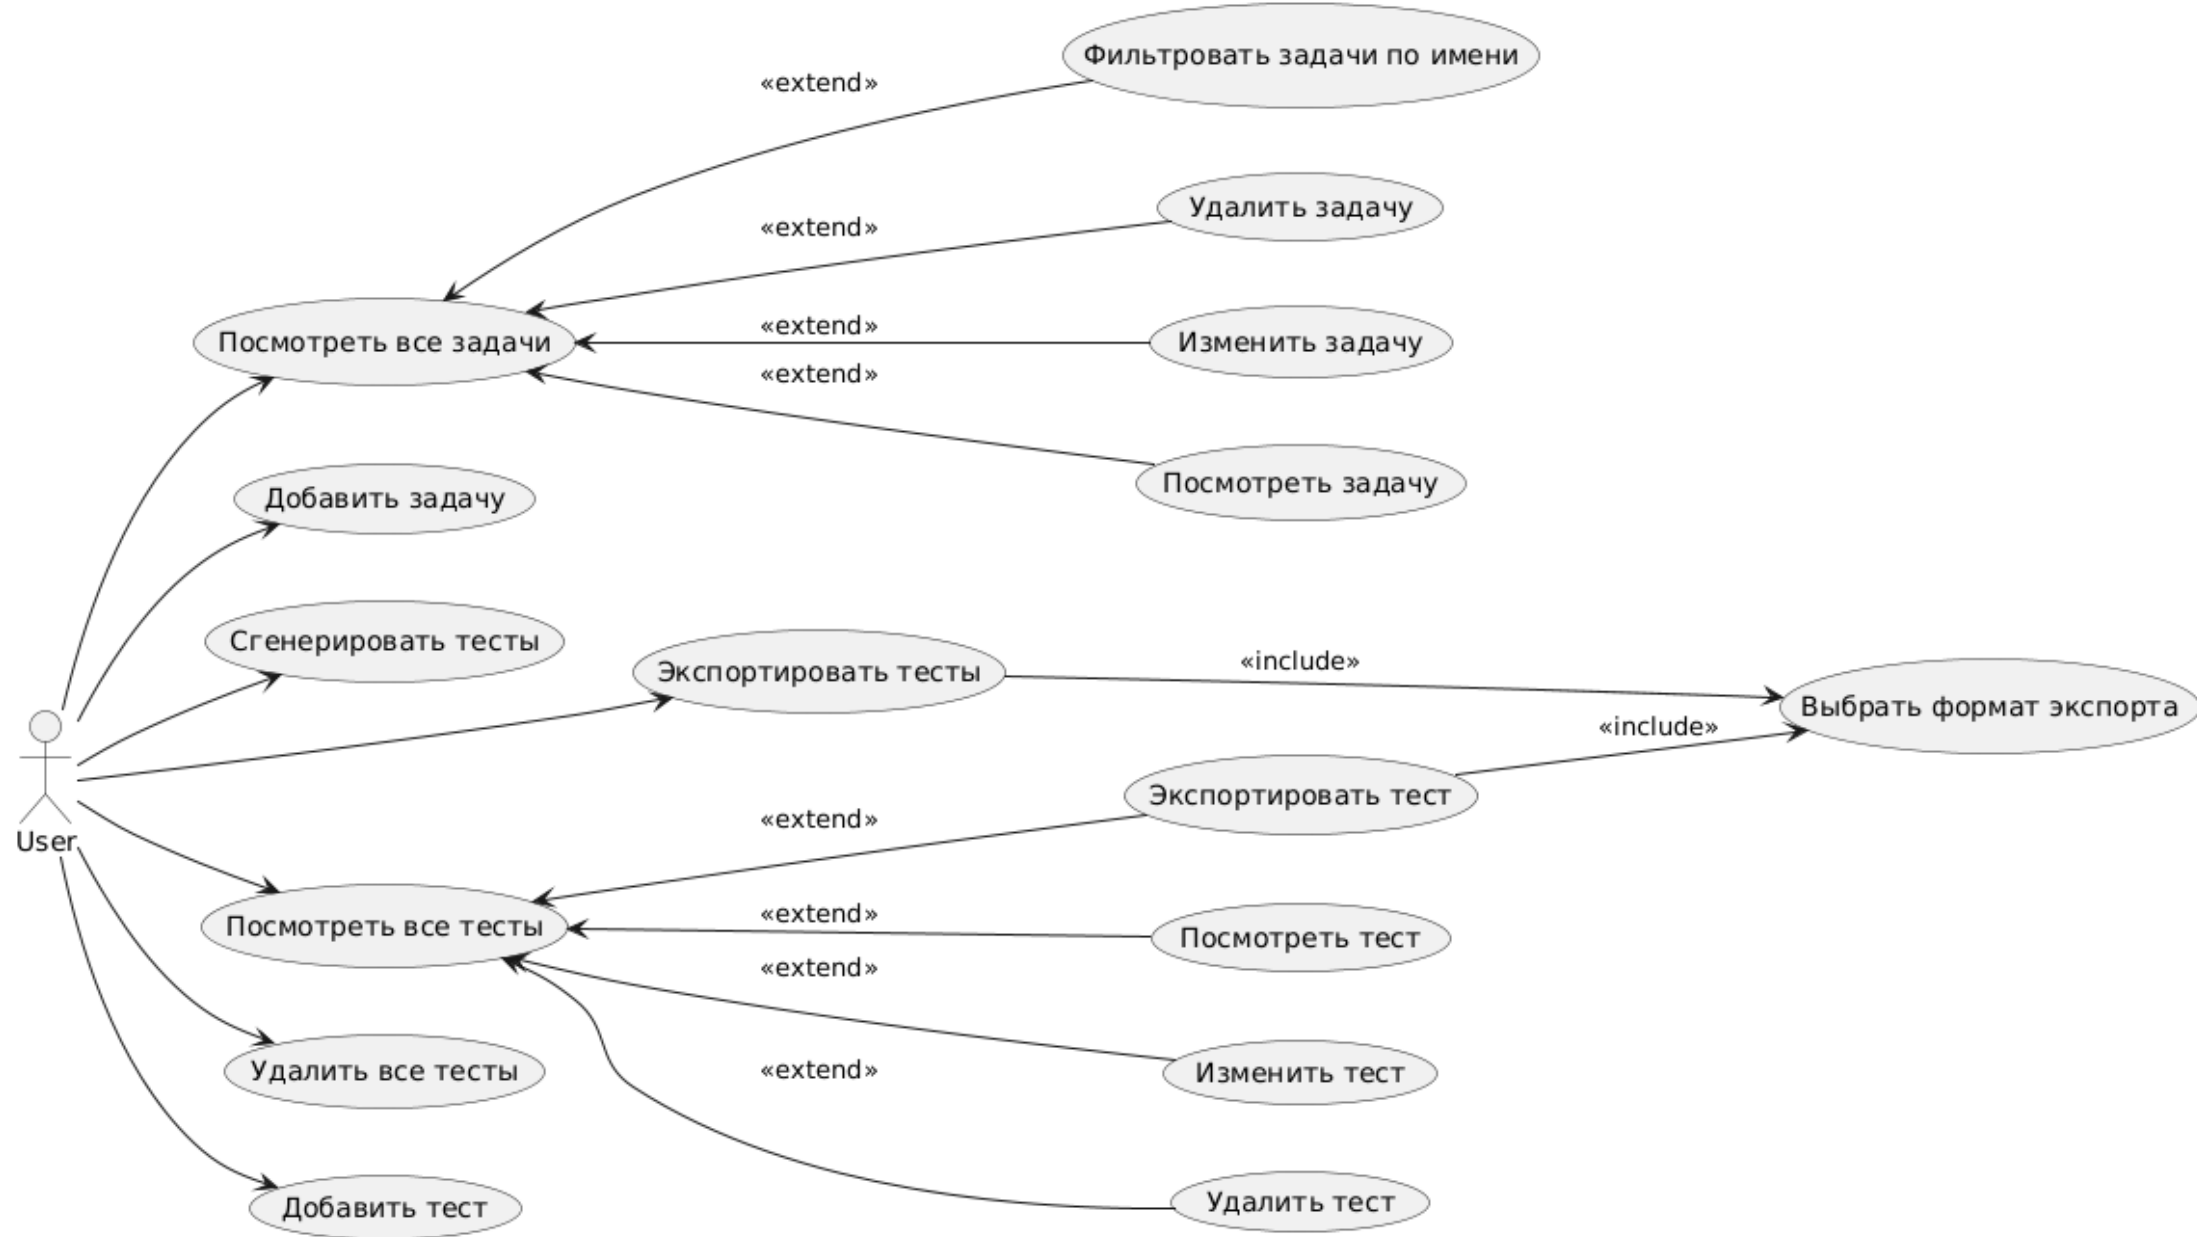 Фильтровать задачи по имени
«extend»
Удалить задачу
«extend»
«extend»
Посмотреть все задачи
Изменить задачу
«extend»
Посмотреть задачу
Добавить задачу
Сгенерировать тесты
Экспортировать тесты
«include»
Выбрать формат экспорта
«include»
Экспортировать тест
«extend»
User
«extend»
Посмотреть все тесты
Посмотреть тест
«extend»
Удалить все тесты
«extend»
Изменить тест
Добавить тест
Удалить тест